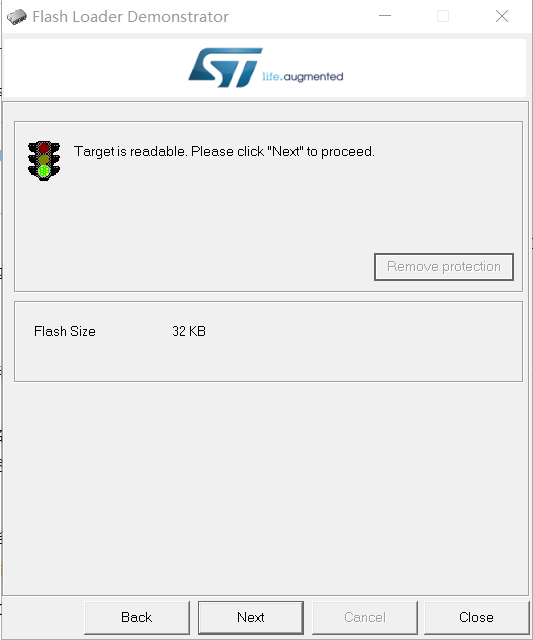 Flash Loader Demonstrator
ST life.augmented
Target is readable. Please click "Next" to proceed.
Remove protection
Flash Size 32 KB
Back Next Cancel Close